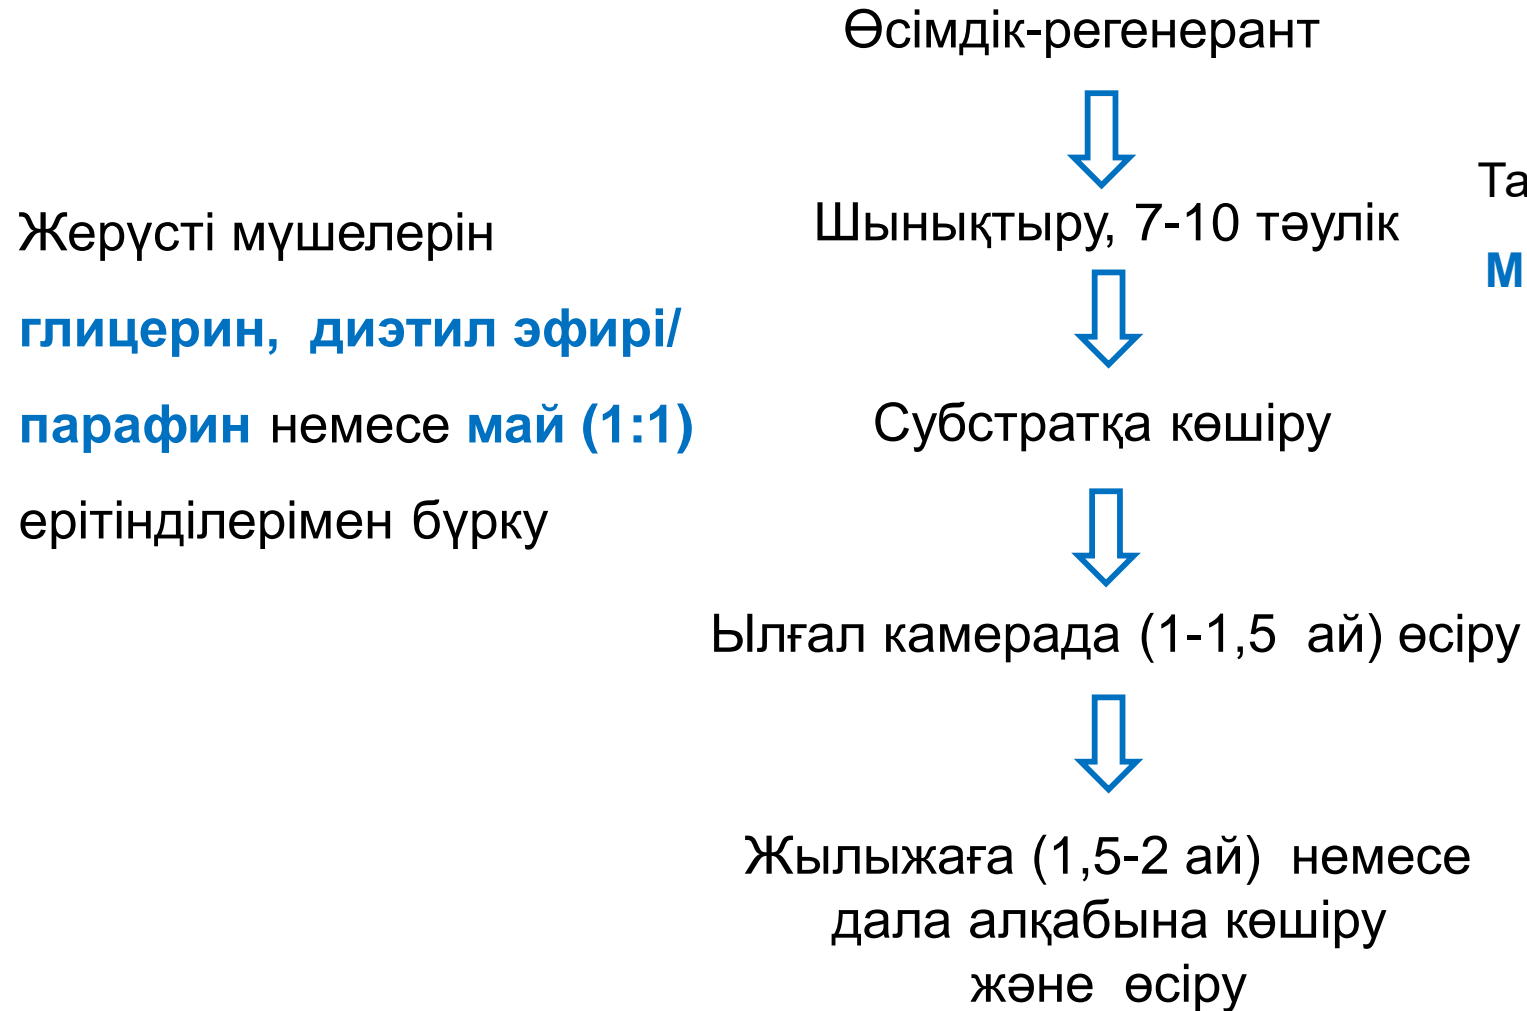 Өсімдік-регенерант
Шынықтыру, 7-10 тәулік
Субстратқа көшіру
Ылғал камерада (1-1,5 ай) өсіру
Жылыжаға (1,5-2 ай) немесе
дала алқабына көшіру
және өсіру
Жерүсті мүшелерін
глицерин, диэтил эфирі/
парафин немесе май (1:1)
ерітінділерімен бүрку